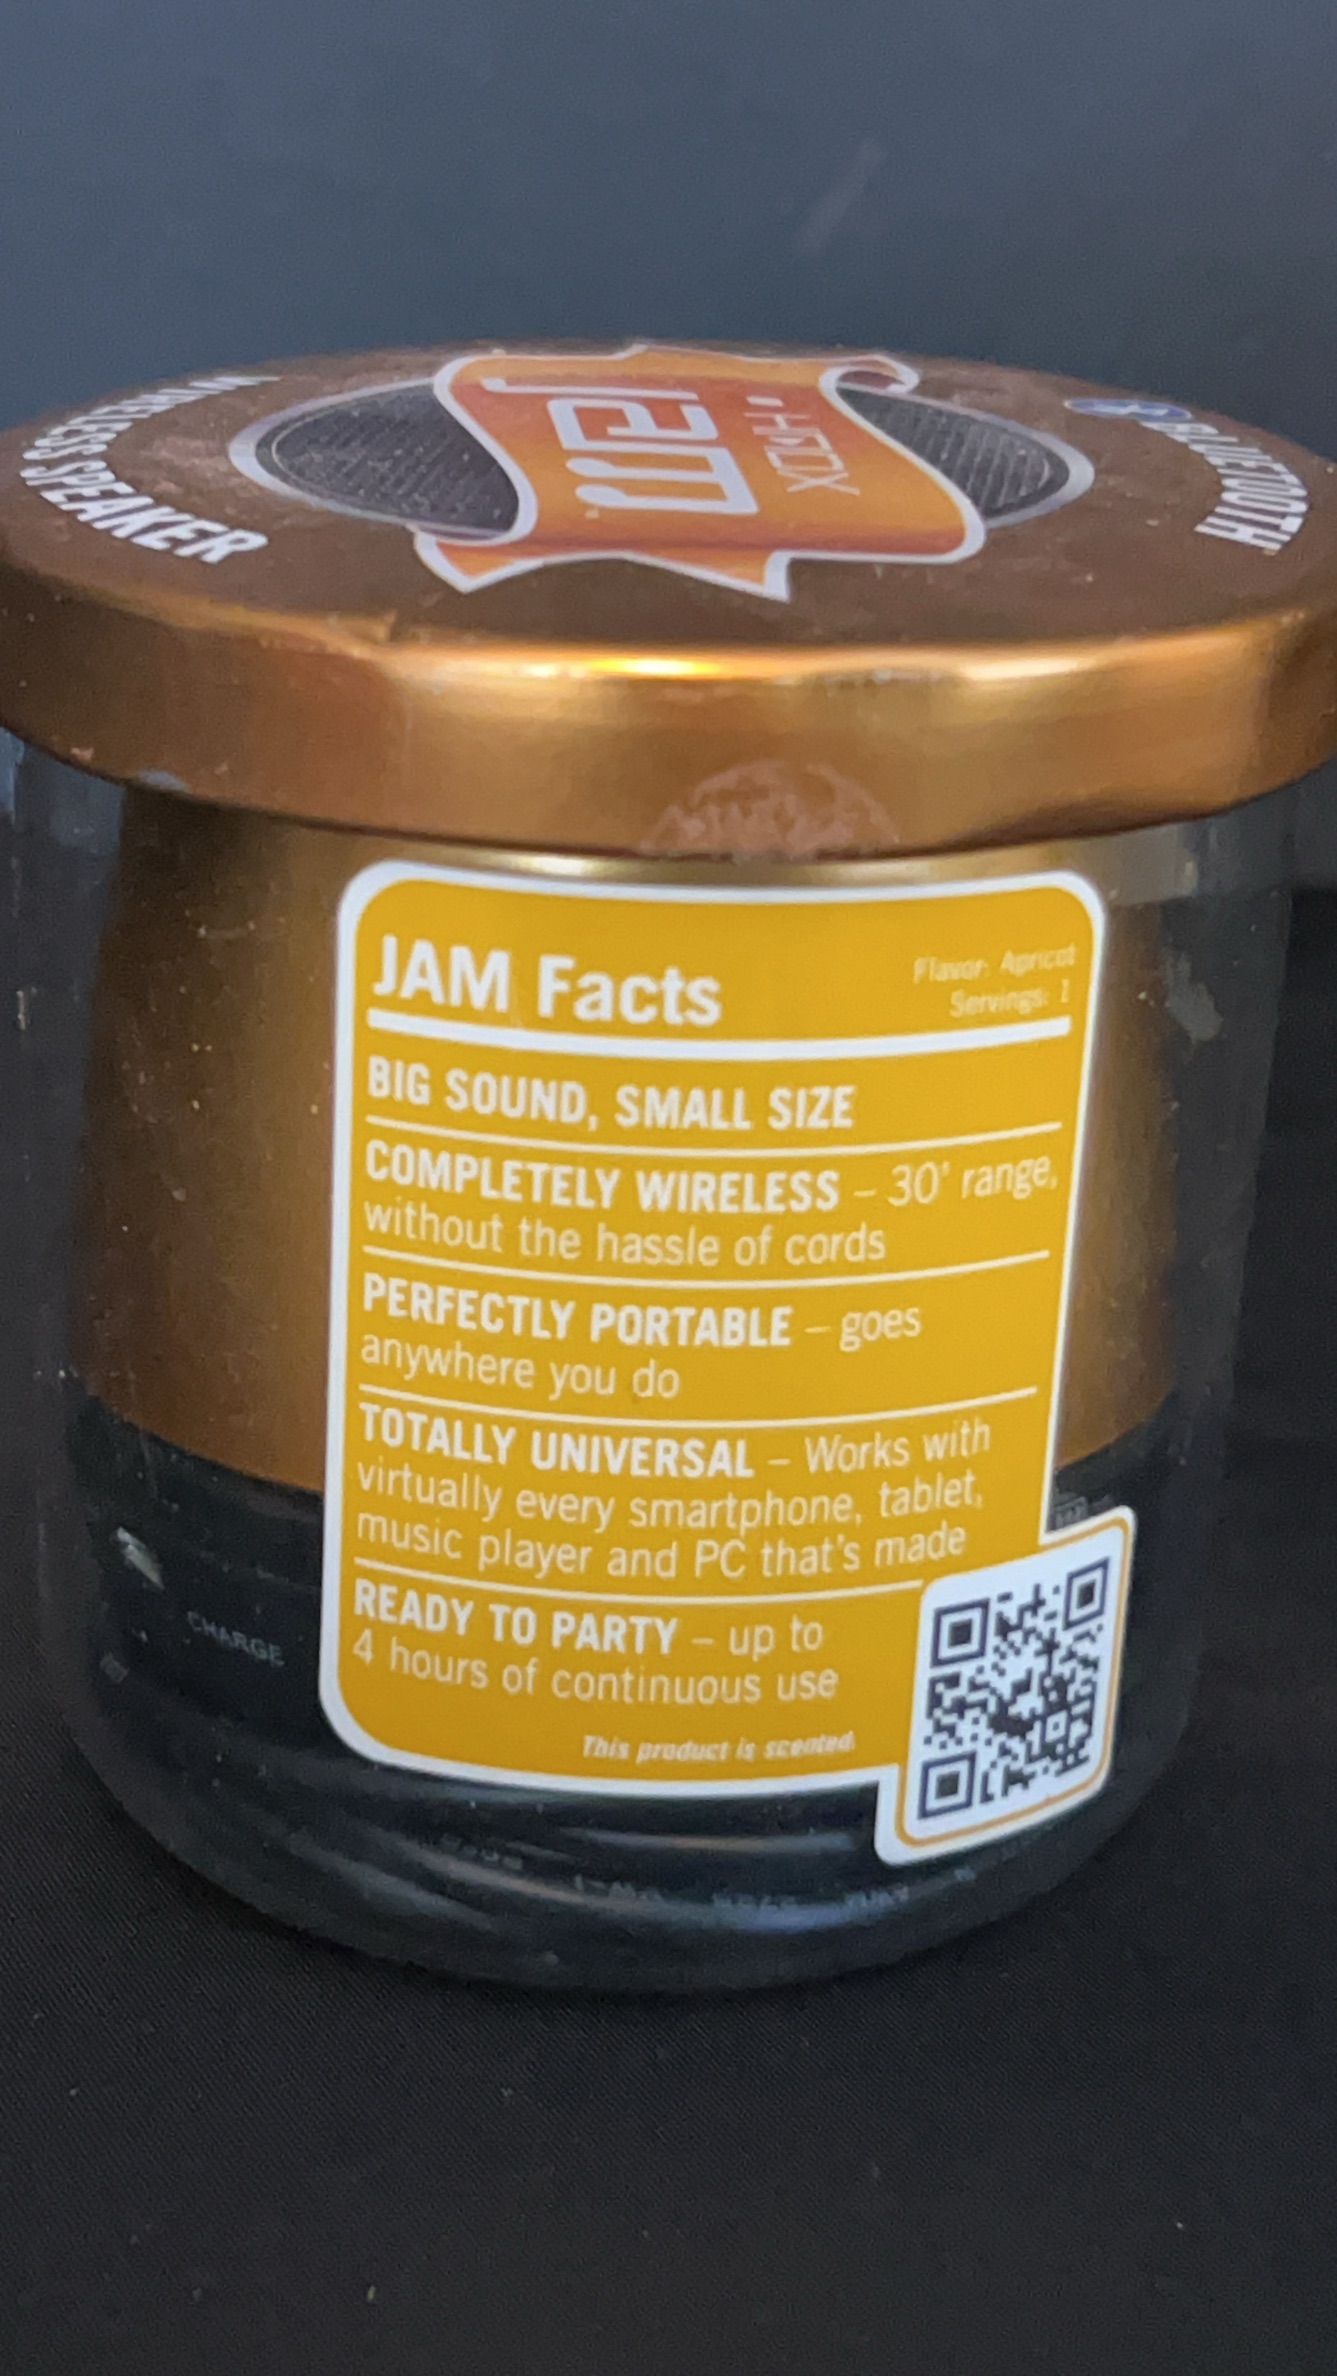 WIRELESS SPEAKER
Jam
BLUETOOTH
JAM Facts
Flavor: Apricot
Servings: 1
BIG SOUND, SMALL SIZE
COMPLETELY WIRELESS – 30' range,
without the hassle of cords
PERFECTLY PORTABLE – goes
anywhere you do
TOTALLY UNIVERSAL – Works with
virtually every smartphone, tablet,
music player and PC that's made
READY TO PARTY – up to
4 hours of continuous use
This product is scented.
CHARGE